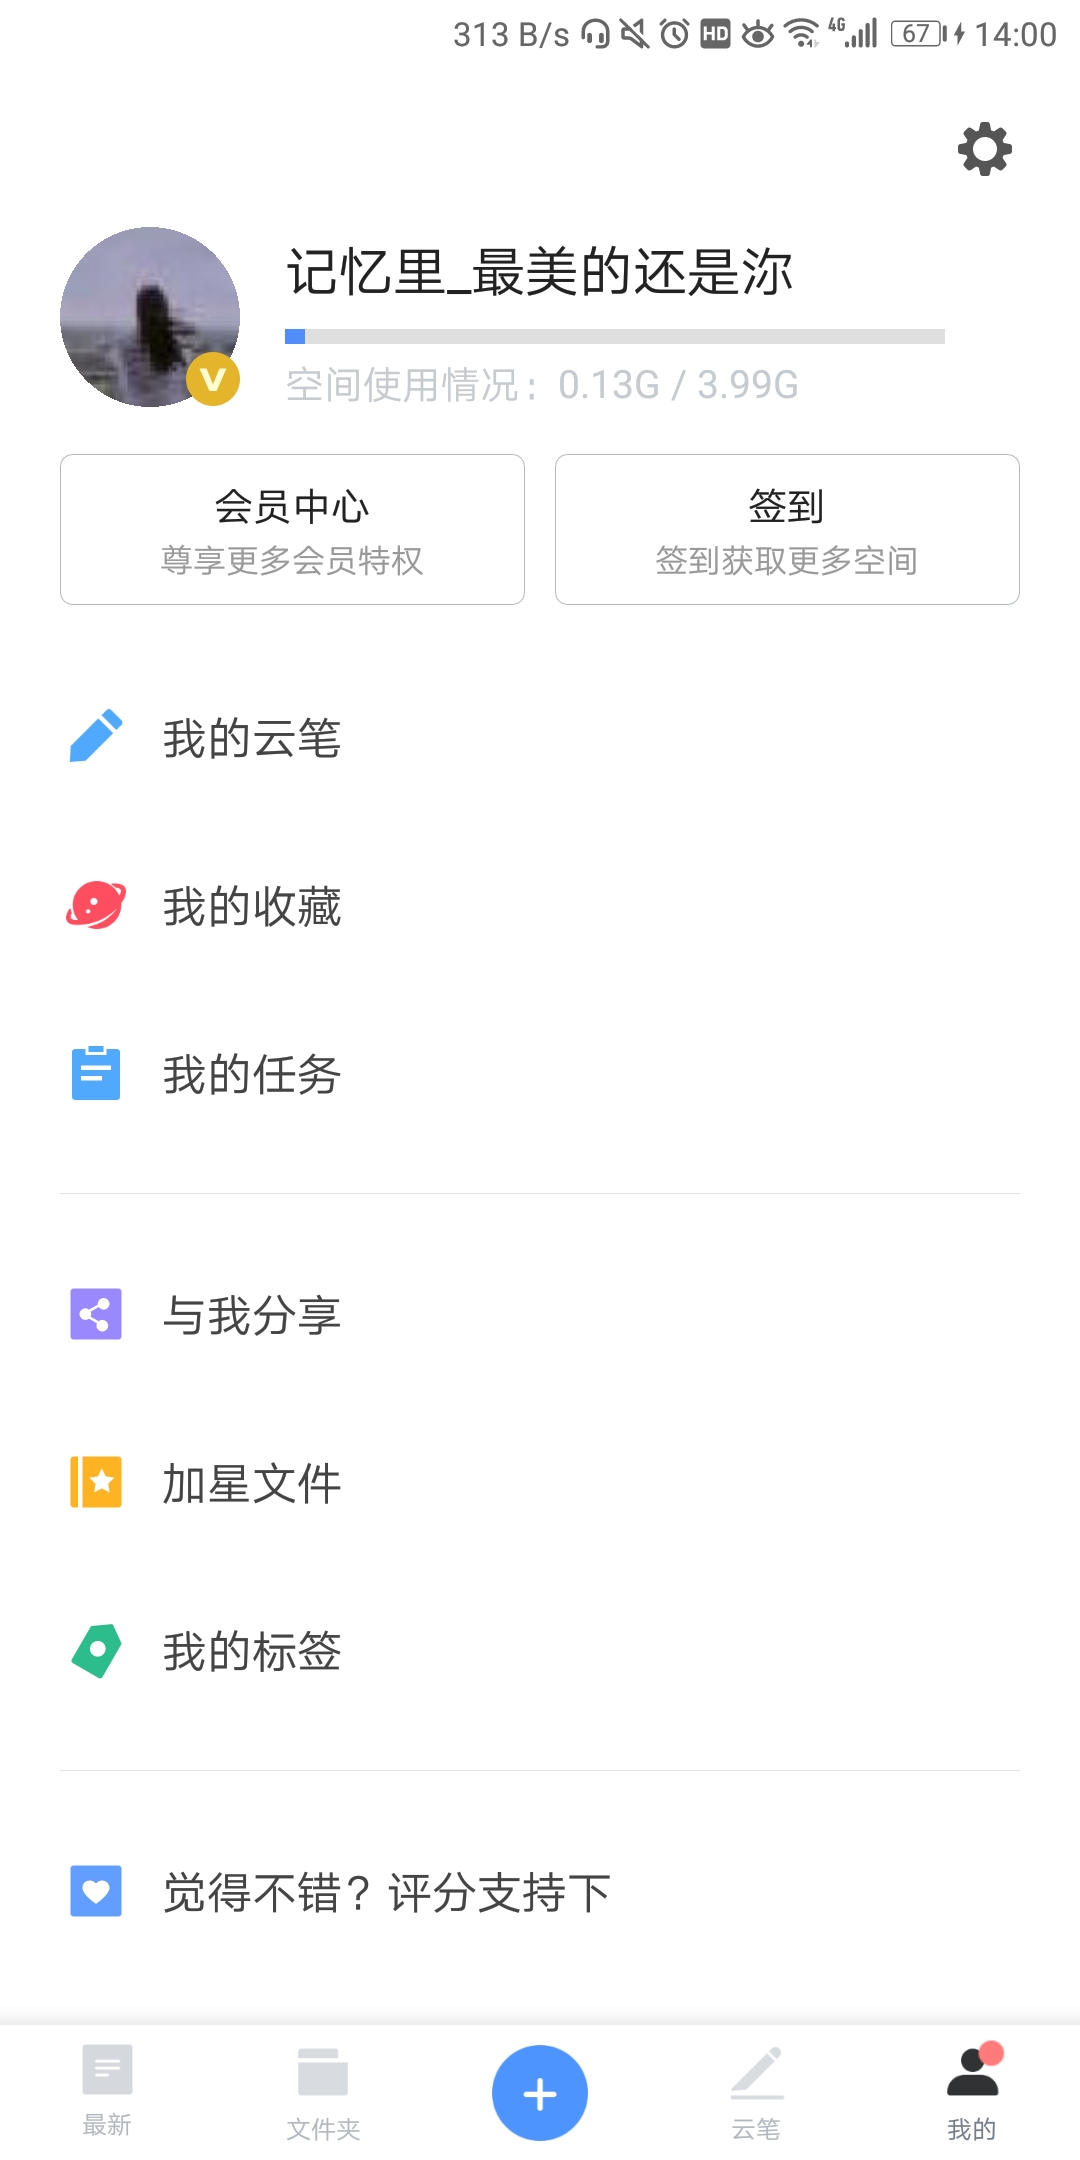 313 B/s HD 4G 67 14:00
记忆里_最美的还是沵
空间使用情况：0.13G / 3.99G
V
会员中心
尊享更多会员特权
签到
签到获取更多空间
我的云笔
我的收藏
我的任务
与我分享
加星文件
我的标签
觉得不错？评分支持下
最新
文件夹
云笔
我的